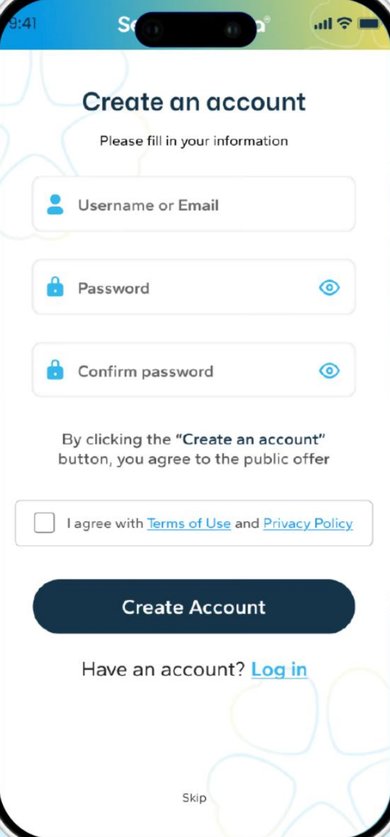 9:41
Create an account
Please fill in your information
Username or Email
Password
Confirm password
By clicking the “Create an account”
button, you agree to the public offer
I agree with Terms of Use and Privacy Policy
Create Account
Have an account? Log in
Skip